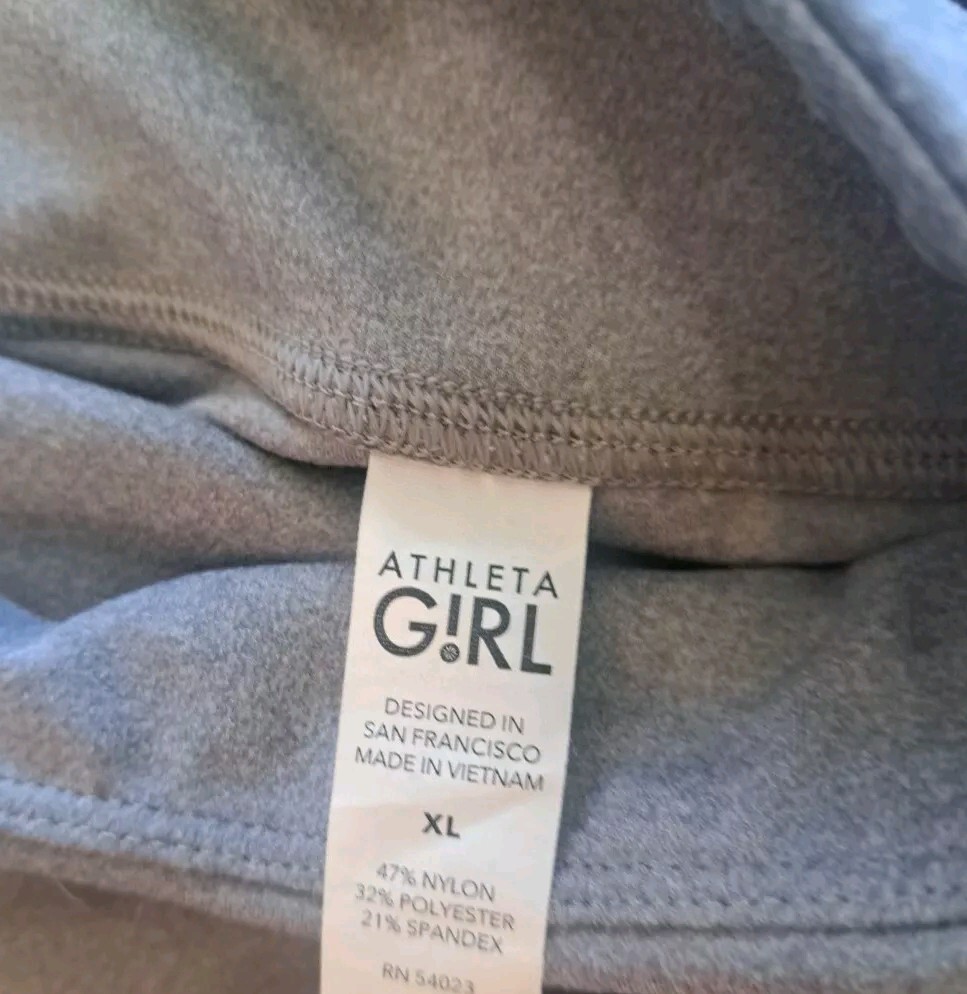 ATHLETA
G!RL
DESIGNED IN
SAN FRANCISCO
MADE IN VIETNAM
XL
47% NYLON
32% POLYESTER
21% SPANDEX
RN 54023